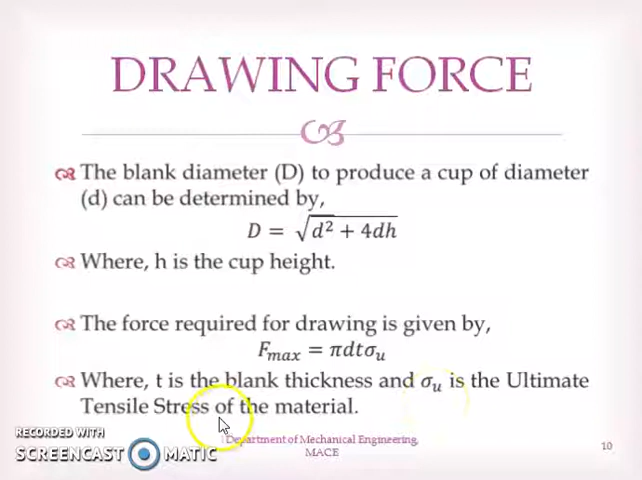 DRAWING FORCE
The blank diameter (D) to produce a cup of diameter
(d) can be determined by,
D = √(d² + 4dh)
Where, h is the cup height.
The force required for drawing is given by,
Fₘₐₓ = πdtσᵤ
Where, t is the blank thickness and σᵤ is the Ultimate
Tensile Stress of the material.
Department of Mechanical Engineering,
MACE
10
RECORDED WITH
SCREENCAST MATIC